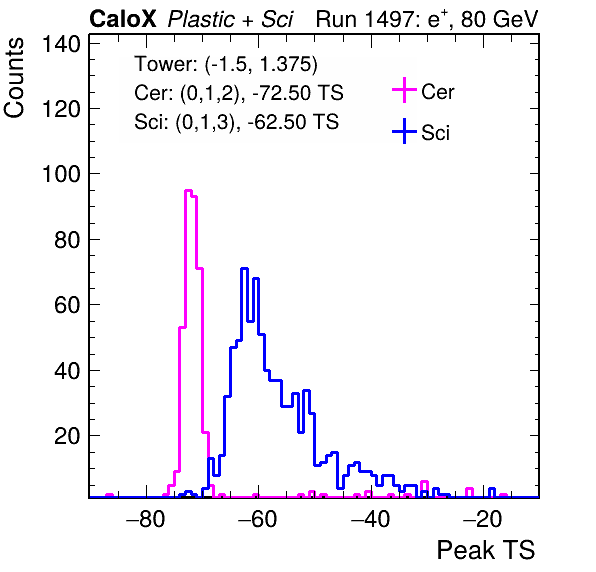 CaloX Plastic + Sci Run 1497: e⁺, 80 GeV
Counts
140
120
100
80
60
40
20
Tower: (-1.5, 1.375)
Cer: (0,1,2), -72.50 TS
Sci: (0,1,3), -62.50 TS
Cer
Sci
−80 −60 −40 −20
Peak TS